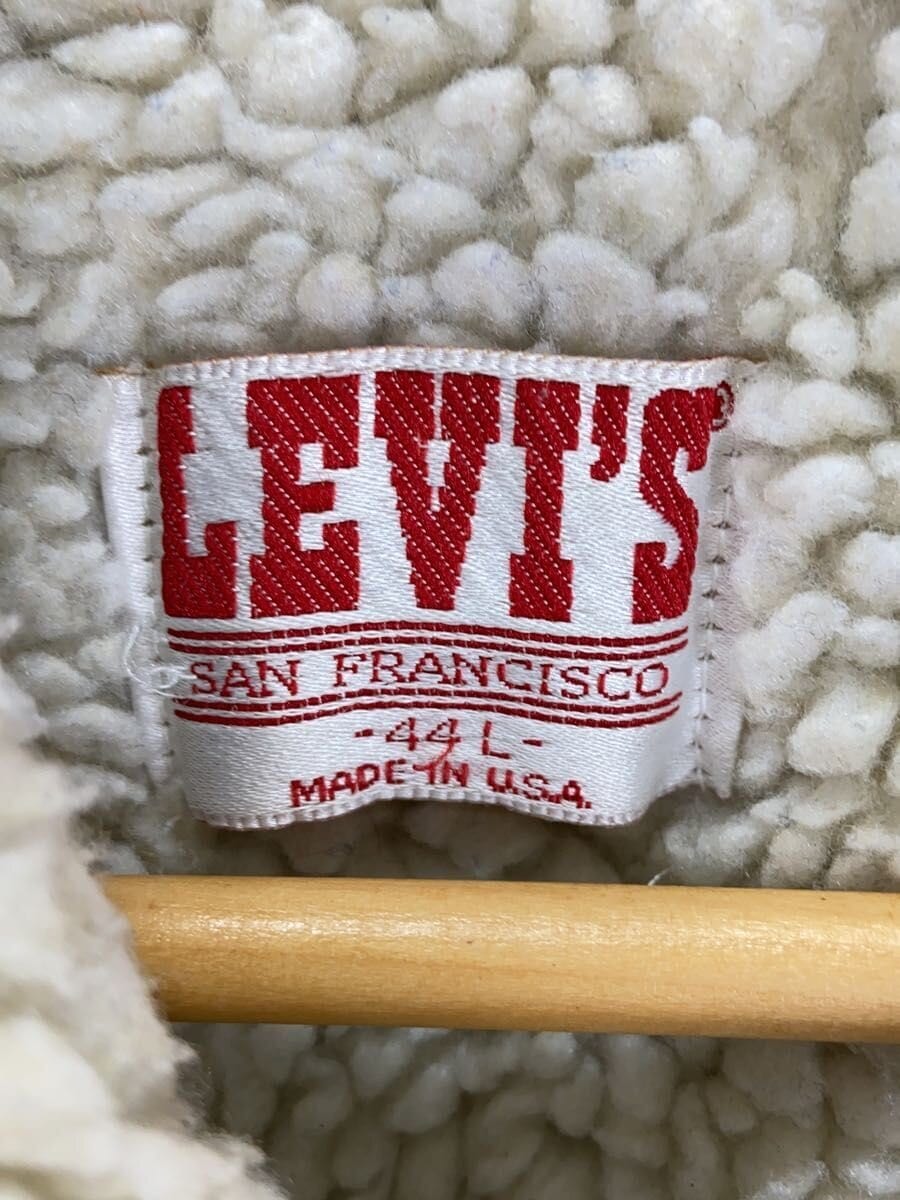 LEVI'S®
SAN FRANCISCO
-44 L-
MADE IN U.S.A.